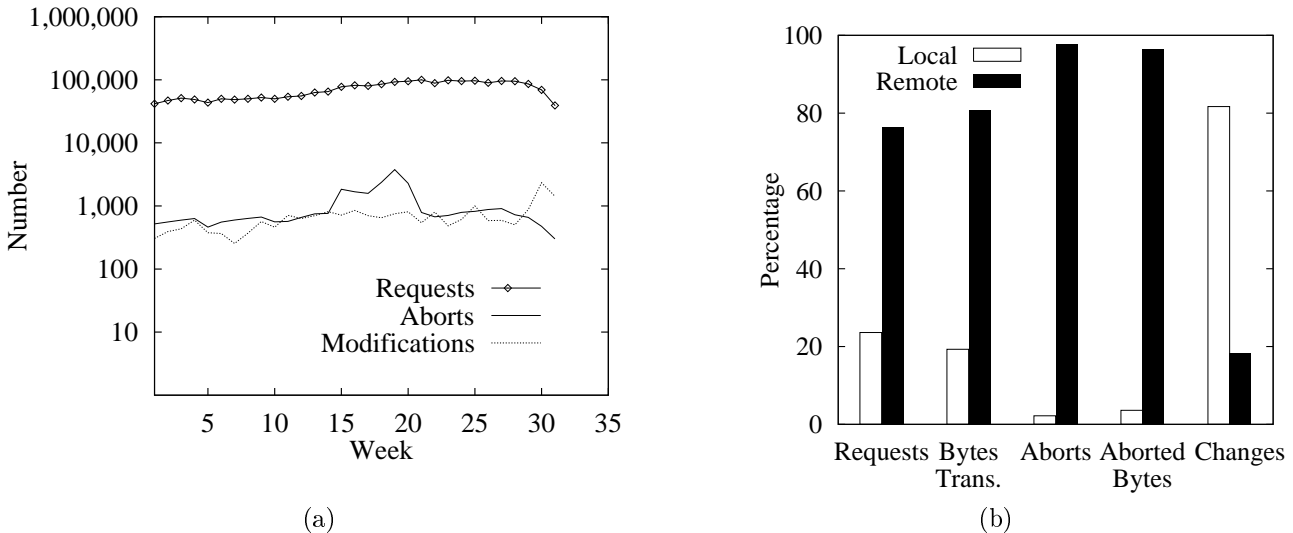 1,000,000
100,000
10,000
1,000
100
10
Number
Requests
Aborts
Modifications
5 10 15 20 25 30 35
Week
(a)
100
80
60
40
20
0
Percentage
Local
Remote
Requests Bytes Trans. Aborts Aborted Bytes Changes
(b)